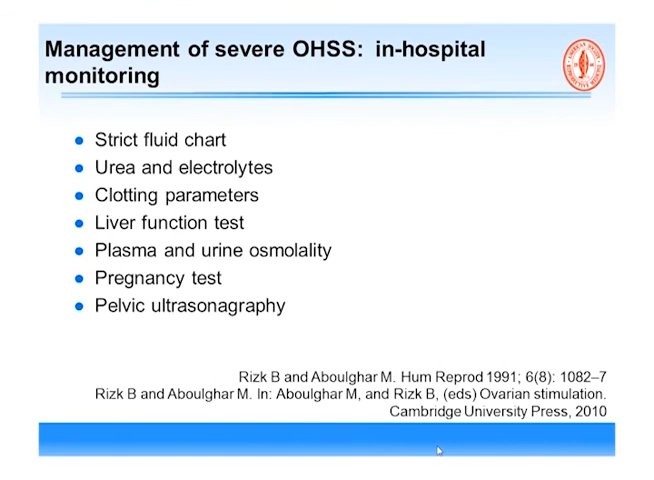 Management of severe OHSS: in-hospital
monitoring
Strict fluid chart
Urea and electrolytes
Clotting parameters
Liver function test
Plasma and urine osmolality
Pregnancy test
Pelvic ultrasonagraphy
Rizk B and Aboulghar M. Hum Reprod 1991; 6(8): 1082–7
Rizk B and Aboulghar M. In: Aboulghar M, and Rizk B, (eds) Ovarian stimulation.
Cambridge University Press, 2010